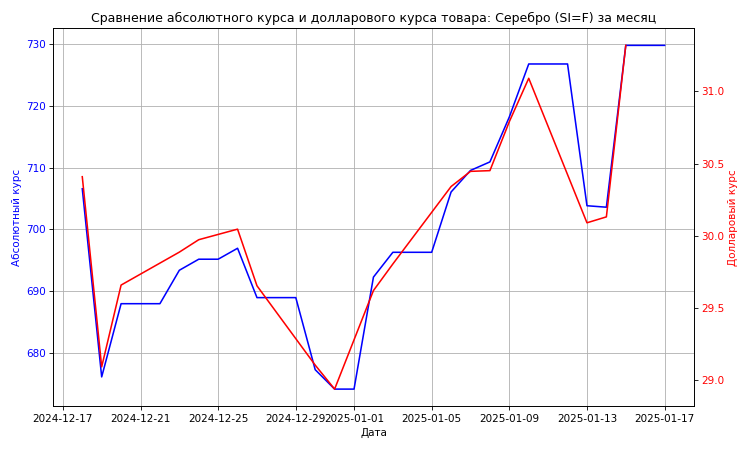 Сравнение абсолютного курса и долларового курса товара: Серебро (SI=F) за месяц
Абсолютный курс
730
720
710
700
690
680
31.0
30.5
30.0
29.5
29.0
Долларовый курс
2024-12-17 2024-12-21 2024-12-25 2024-12-29 2025-01-01 2025-01-05 2025-01-09 2025-01-13 2025-01-17
Дата